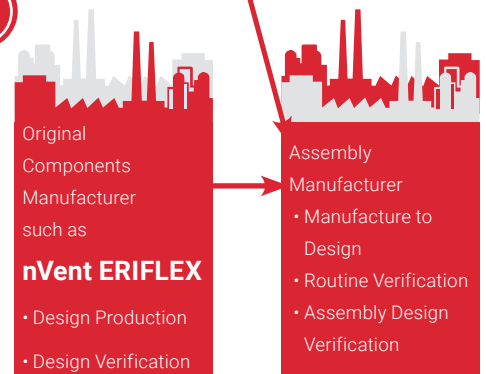 Original
Components
Manufacturer
such as
nVent ERIFLEX
• Design Production
• Design Verification
Assembly
Manufacturer
• Manufacture to
Design
• Routine Verification
• Assembly Design
Verification